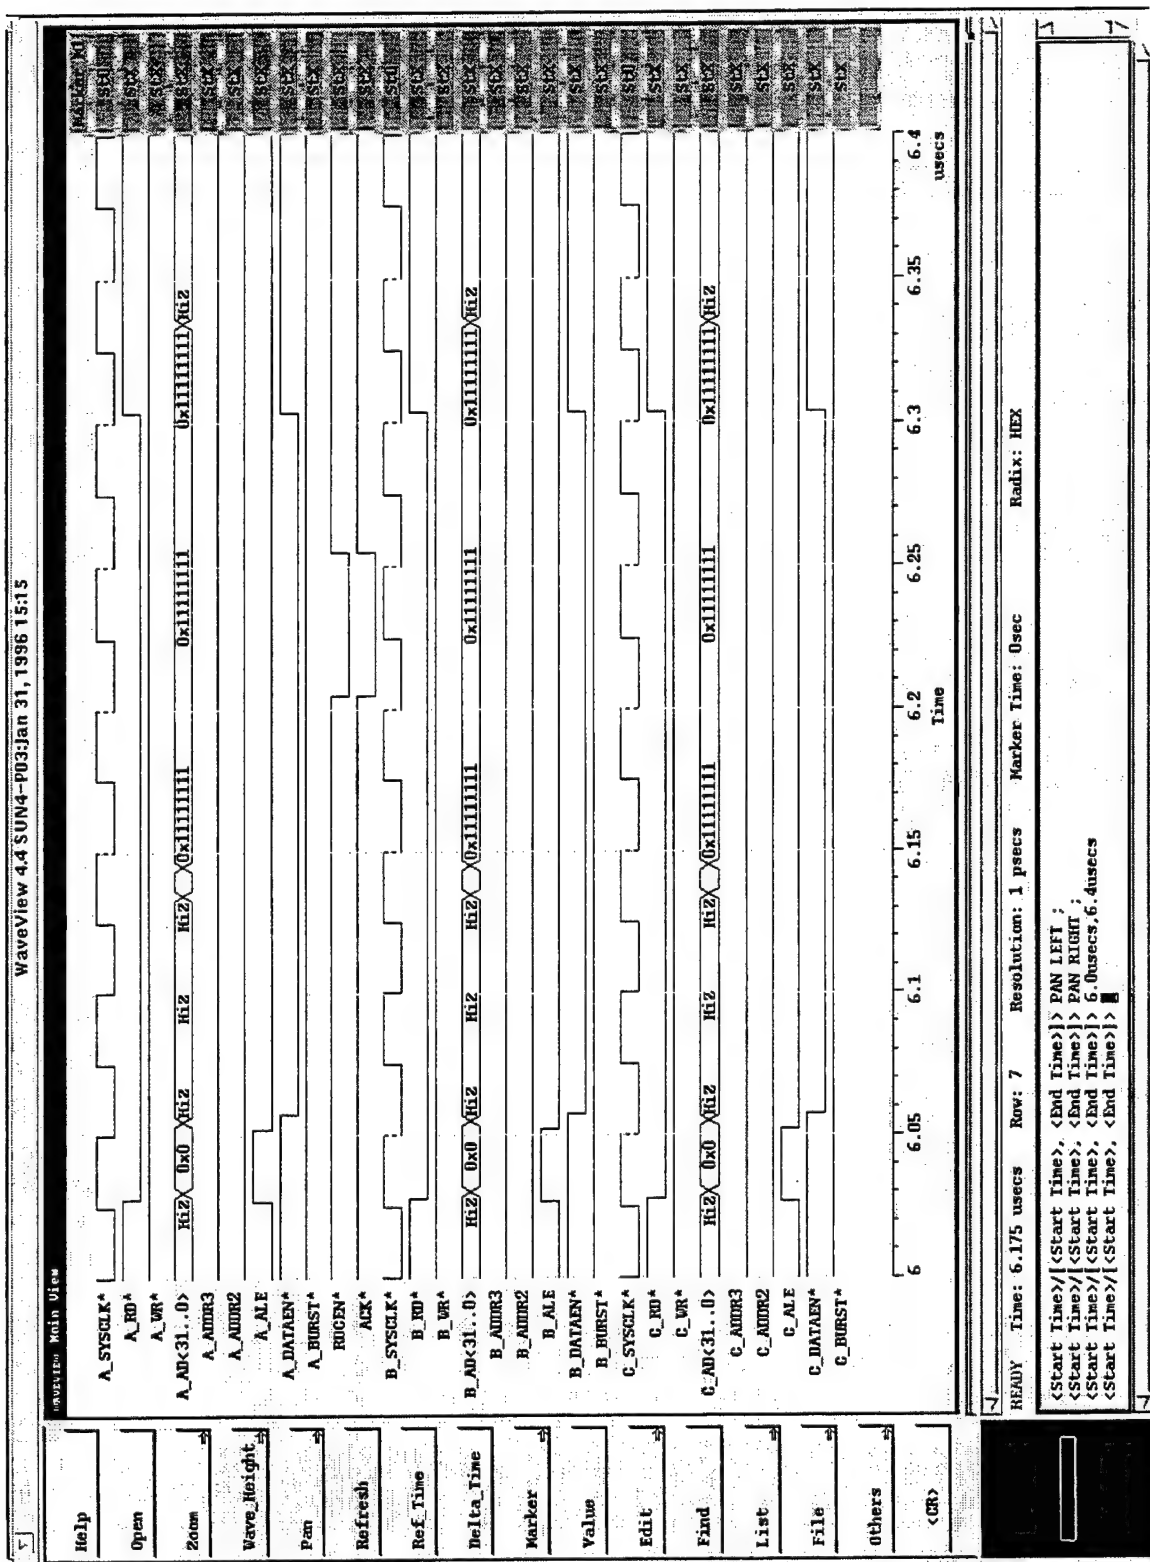 WaveView 4.4 SUN4-P03:Jan 31, 1996 15:15
WAVEVIEW Main View
Help
Open
Zoom
Wave_Height
Pan
Refresh
Ref_Time
Delta_Time
Marker
Value
Edit
Find
List
File
Others
<CR>
A_SYSCLK*
A_RD*
A_WR*
A_AD<31..0> HiZ 0x0 HiZ HiZ HiZ 0x11111111 0x11111111 0x11111111 HiZ
A_ADDR3
A_ADDR2
A_ALE
A_DATAEN*
A_BURST*
RDCEN*
ACK*
B_SYSCLK*
B_RD*
B_WR*
B_AD<31..0> HiZ 0x0 HiZ HiZ HiZ 0x11111111 0x11111111 0x11111111 HiZ
B_ADDR3
B_ADDR2
B_ALE
B_DATAEN*
B_BURST*
C_SYSCLK*
C_RD*
C_WR*
C_AD<31..0> HiZ 0x0 HiZ HiZ HiZ 0x11111111 0x11111111 0x11111111 HiZ
C_ADDR3
C_ADDR2
C_ALE
C_DATAEN*
C_BURST*
6 6.05 6.1 6.15 6.2 6.25 6.3 6.35 6.4
Time usecs
READY Time: 6.175 usecs Row: 7 Resolution: 1 psecs Marker Time: 0sec Radix: HEX
<Start Time>/[<Start Time>, <End Time>]> PAN LEFT ;
<Start Time>/[<Start Time>, <End Time>]> PAN RIGHT ;
<Start Time>/[<Start Time>, <End Time>]> 6.0usecs,6.4usecs
<Start Time>/[<Start Time>, <End Time>]>